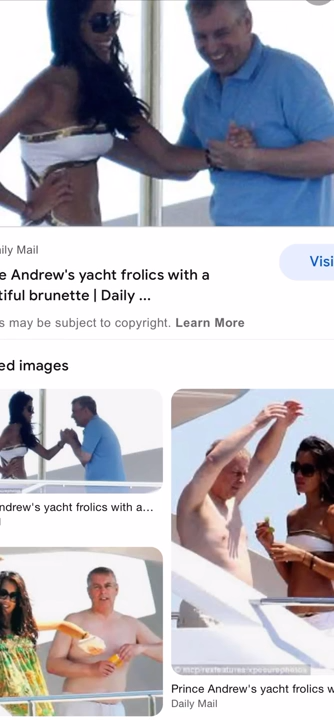 ily Mail
e Andrew's yacht frolics with a
tiful brunette | Daily ...
Visi
s may be subject to copyright. Learn More
ed images
ndrew's yacht frolics with a...
l
Prince Andrew's yacht frolics w
Daily Mail